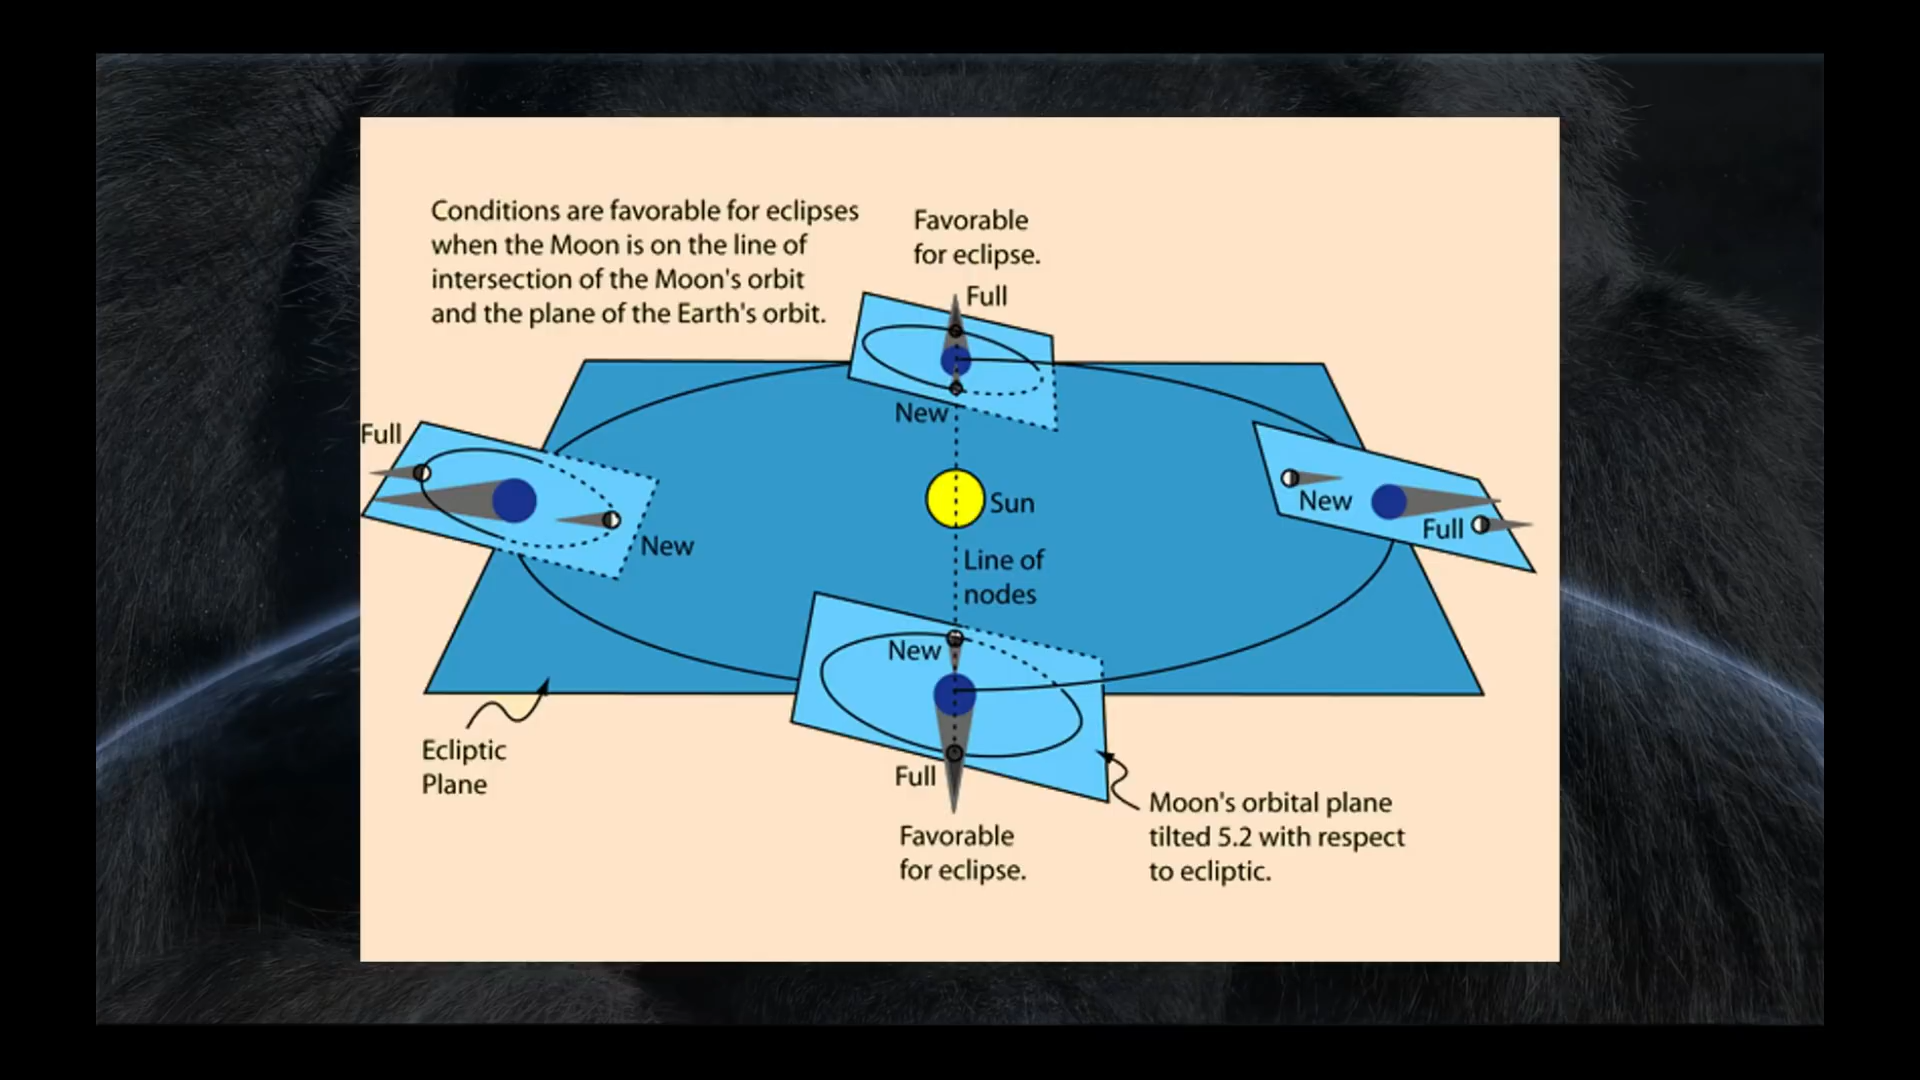 Conditions are favorable for eclipses
when the Moon is on the line of
intersection of the Moon's orbit
and the plane of the Earth's orbit.
Favorable
for eclipse.
Full
New
Full
New
New
Full
Sun
Line of
nodes
New
Full
Favorable
for eclipse.
Ecliptic
Plane
Moon's orbital plane
tilted 5.2 with respect
to ecliptic.